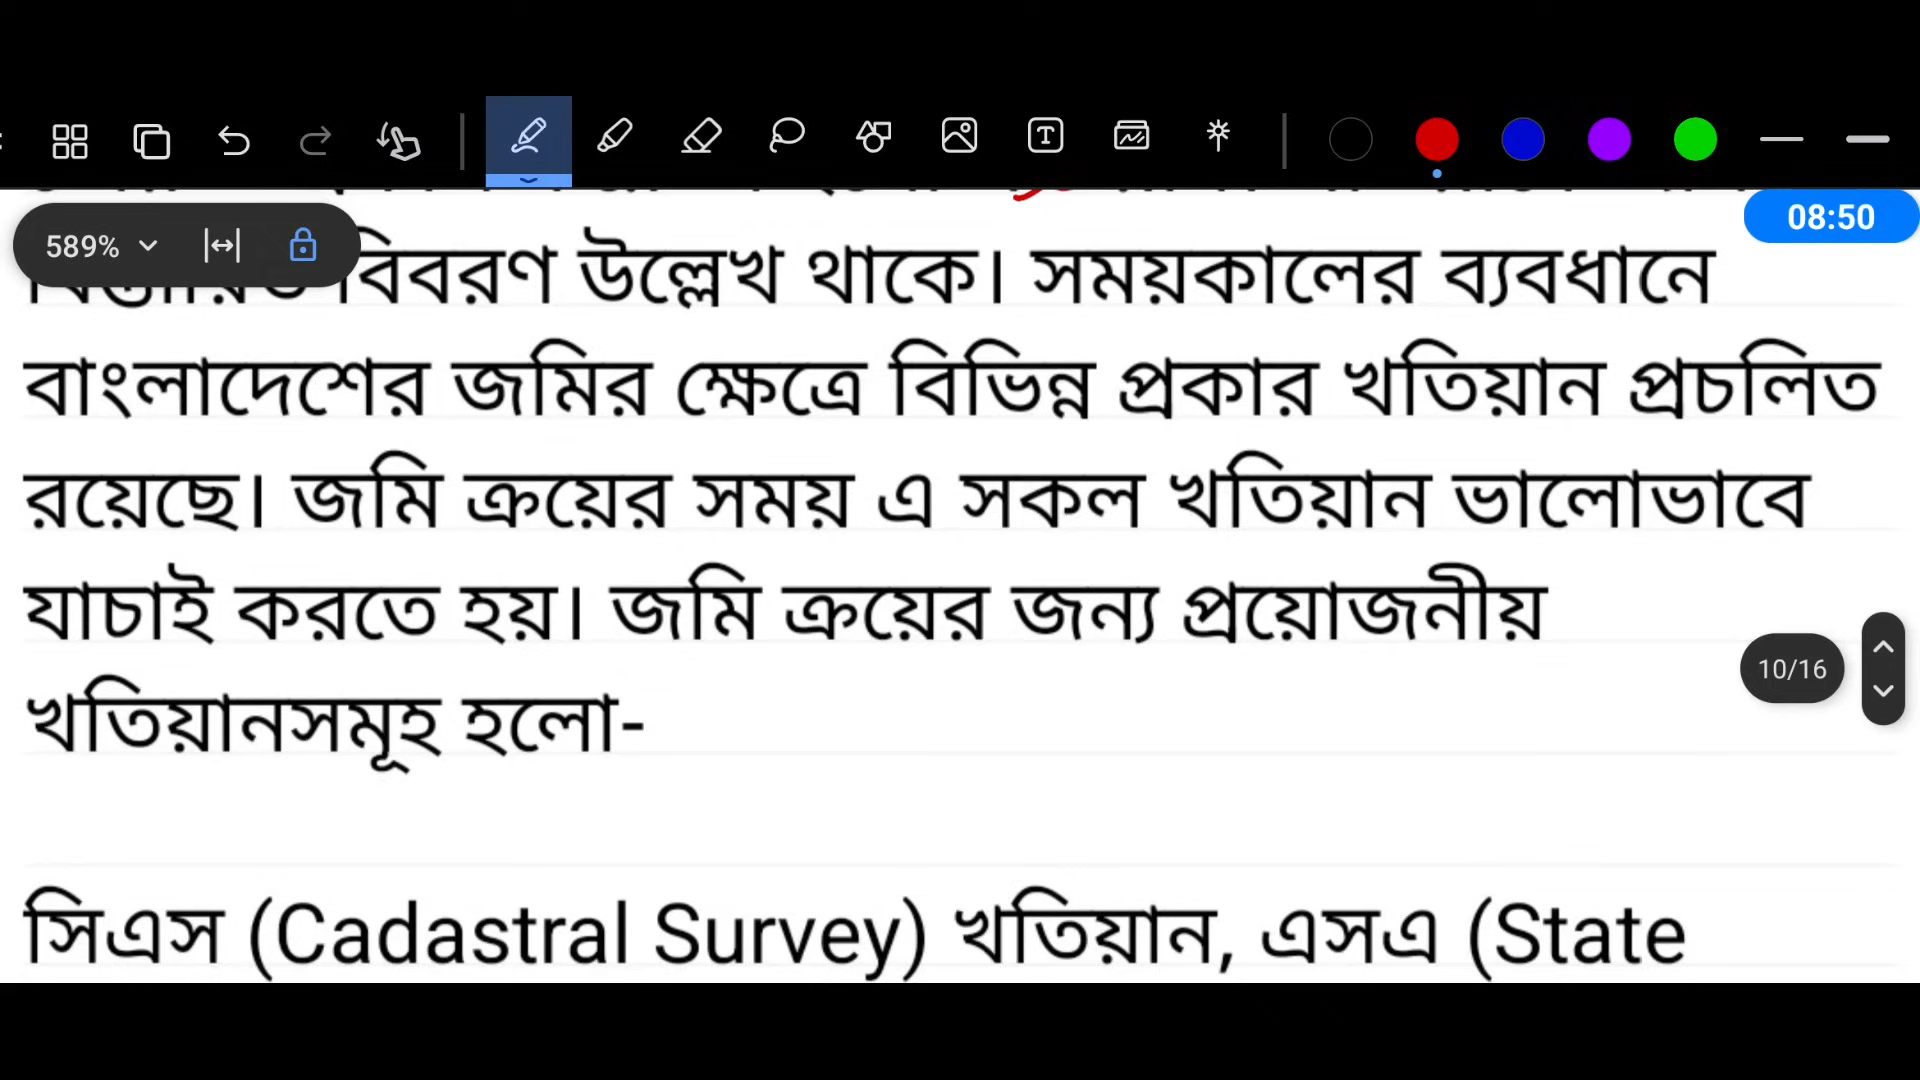 08:50
589%
বিবরণ উল্লেখ থাকে। সময়কালের ব্যবধানে
বাংলাদেশের জমির ক্ষেত্রে বিভিন্ন প্রকার খতিয়ান প্রচলিত
রয়েছে। জমি ক্রয়ের সময় এ সকল খতিয়ান ভালোভাবে
যাচাই করতে হয়। জমি ক্রয়ের জন্য প্রয়োজনীয়
10/16
খতিয়ানসমূহ হলো-
সিএস (Cadastral Survey) খতিয়ান, এসএ (State